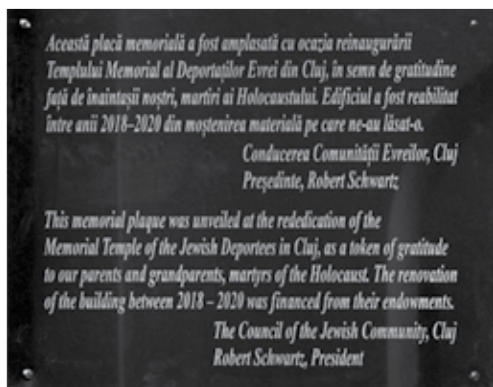 Această placă memorială a fost amplasată cu ocazia reinaugurării
Templului Memorial al Deportaților Evrei din Cluj, în semn de gratitudine
față de înaintașii noștri, martiri ai Holocaustului. Edificiul a fost reabilitat
între anii 2018–2020 din moștenirea materială pe care ne-au lăsat-o.
Conducerea Comunității Evreilor, Cluj
Președinte, Robert Schwartz
This memorial plaque was unveiled at the rededication of the
Memorial Temple of the Jewish Deportees in Cluj, as a token of gratitude
to our parents and grandparents, martyrs of the Holocaust. The renovation
of the building between 2018 – 2020 was financed from their endowments.
The Council of the Jewish Community, Cluj
Robert Schwartz, President